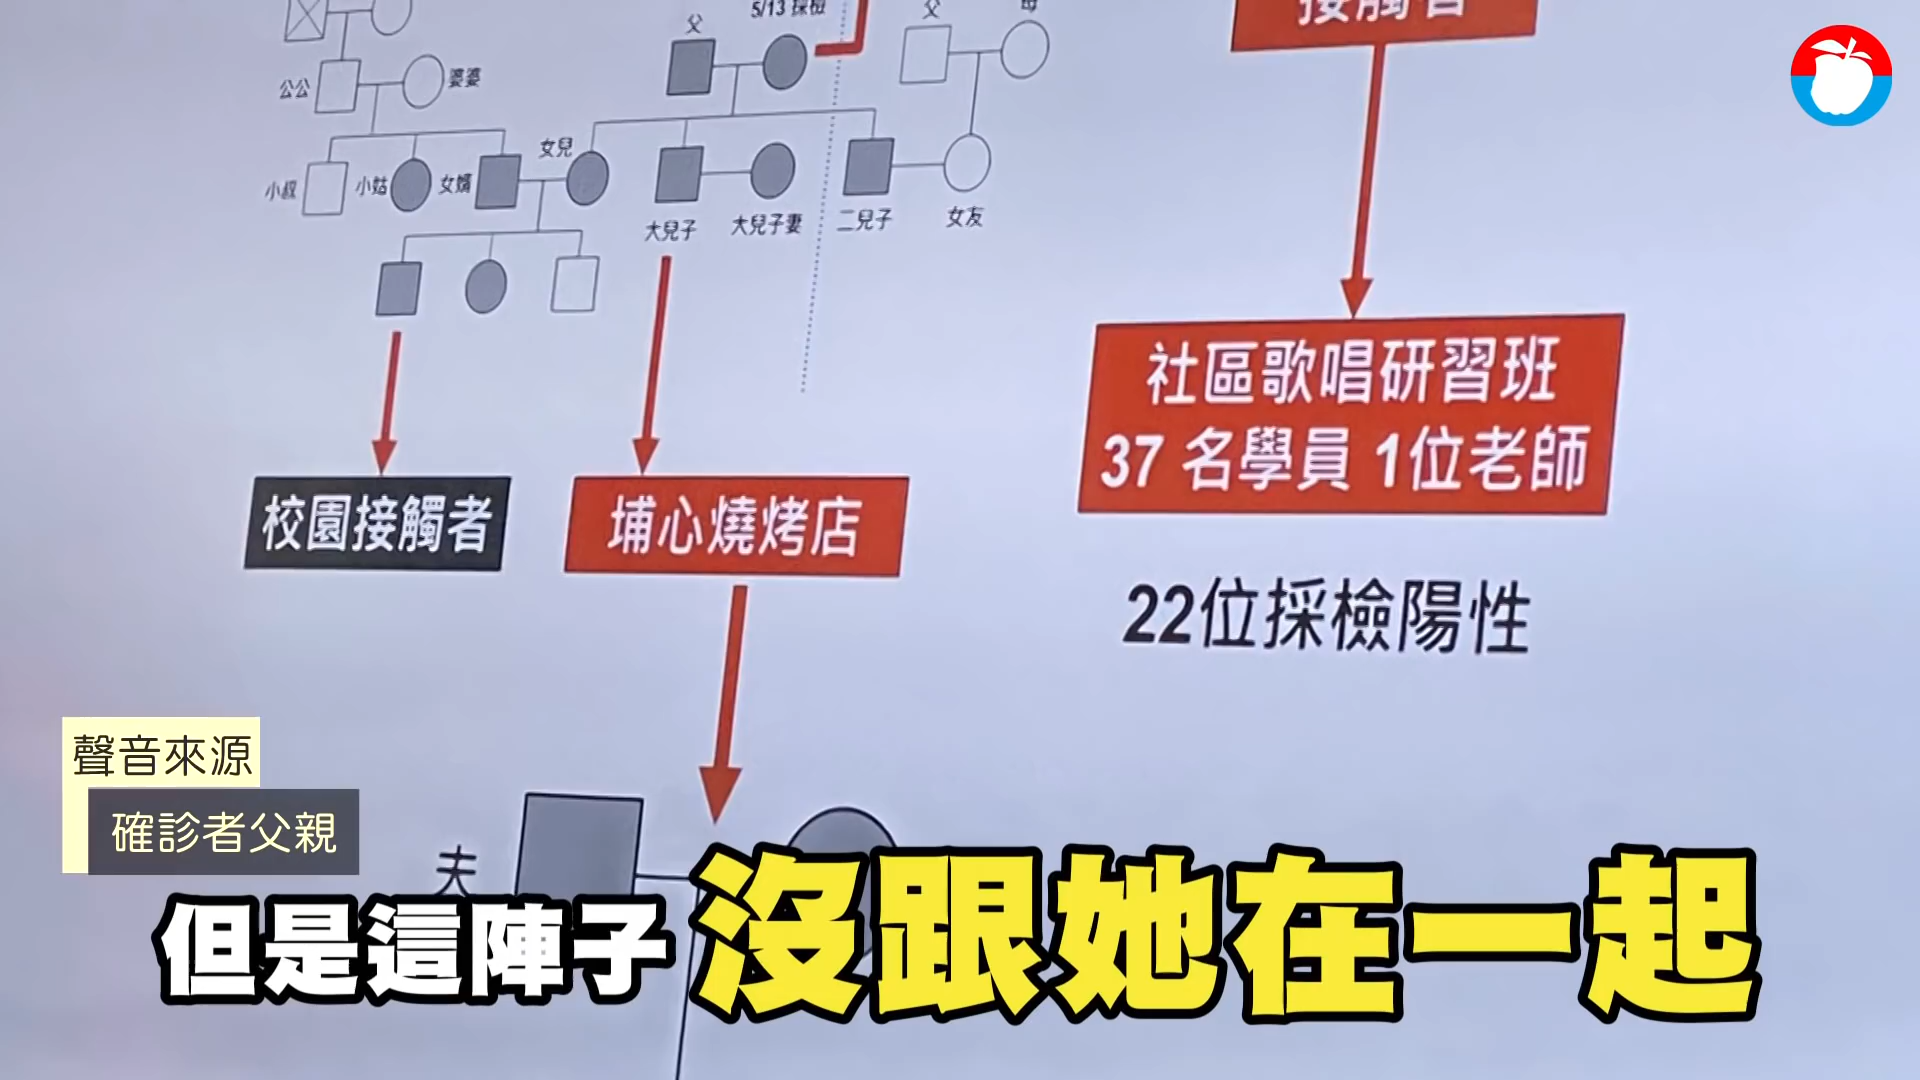 5/13 採檢
父
父
母
公公
婆婆
女兒
小叔
小姑
女婿
大兒子
大兒子妻
二兒子
女友
接觸者
社區歌唱研習班
37 名學員 1位老師
22位採檢陽性
校園接觸者
埔心燒烤店
夫
聲音來源
確診者父親
但是這陣子 沒跟她在一起